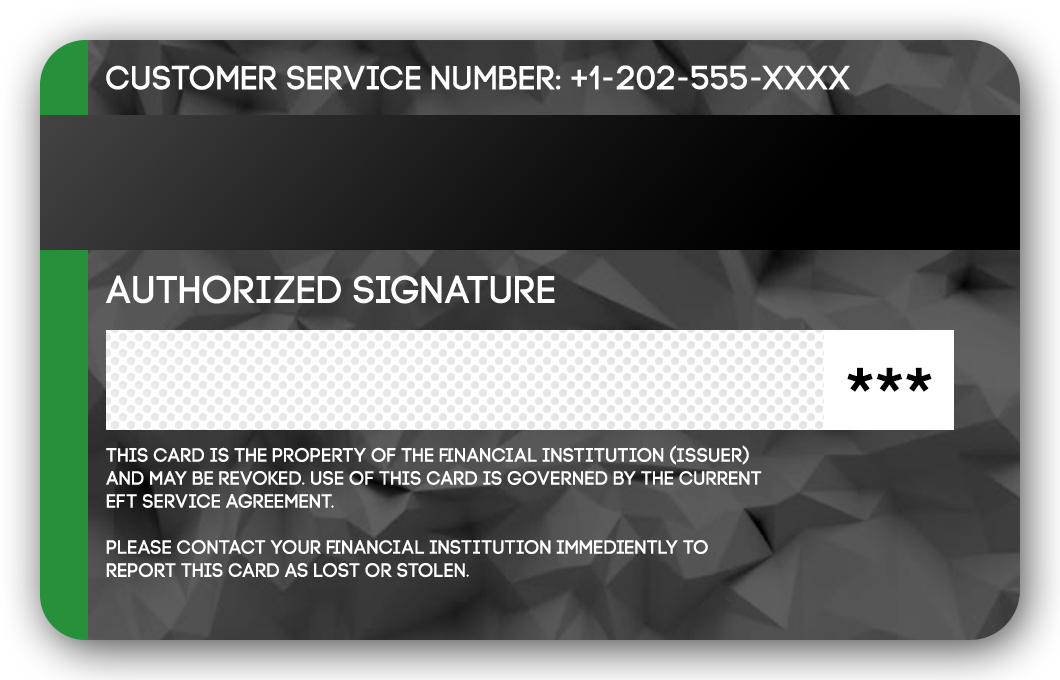 CUSTOMER SERVICE NUMBER: +1-202-555-XXXX
AUTHORIZED SIGNATURE
***
THIS CARD IS THE PROPERTY OF THE FINANCIAL INSTITUTION (ISSUER)
AND MAY BE REVOKED. USE OF THIS CARD IS GOVERNED BY THE CURRENT
EFT SERVICE AGREEMENT.
PLEASE CONTACT YOUR FINANCIAL INSTITUTION IMMEDIENTLY TO
REPORT THIS CARD AS LOST OR STOLEN.